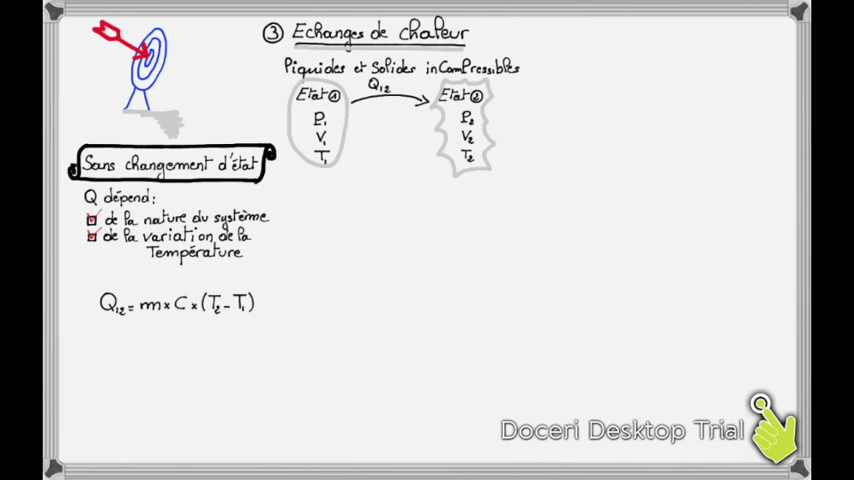 ③ Echanges de chaleur
liquides et Solides inComPressibles
Q₁₂
Etat ① Etat ②
P₁ P₂
V₁ V₂
T₁ T₂
Sans changement d'état
Q dépend:
de la nature du système
de la variation de la
Température
Q₁₂ = m × C × (T₂ - T₁)
Doceri Desktop Trial